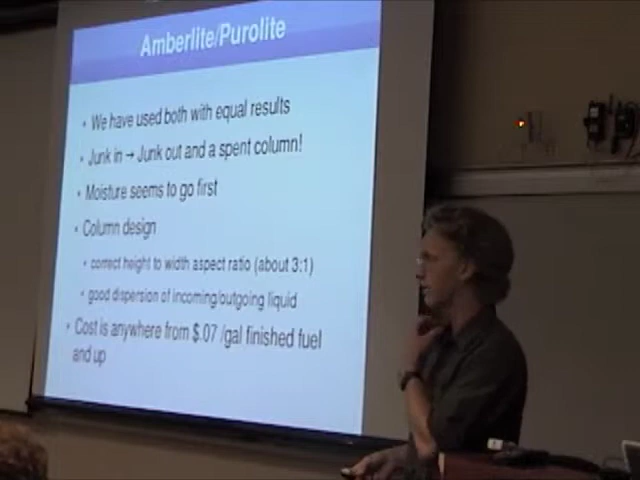 Amberlite/Purolite
• We have used both with equal results
• Junk in → Junk out and a spent column!
• Moisture seems to go first
• Column design
• correct height to width aspect ratio (about 3:1)
• good dispersion of incoming/outgoing liquid
• Cost is anywhere from $.07 /gal finished fuel
and up